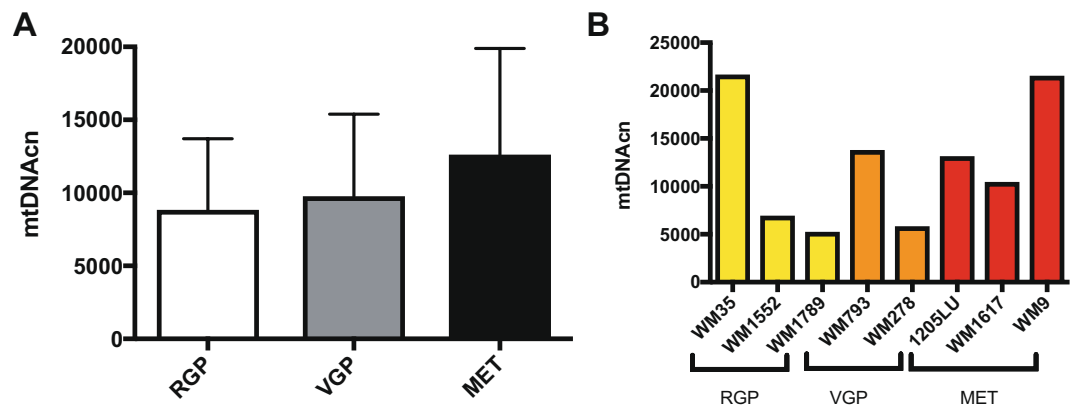 A
mtDNAcn
20000
15000
10000
5000
0
RGP
VGP
MET
B
mtDNAcn
25000
20000
15000
10000
5000
0
WM35
WM1552
WM1789
WM793
WM278
1205LU
WM1617
WM9
RGP
VGP
MET